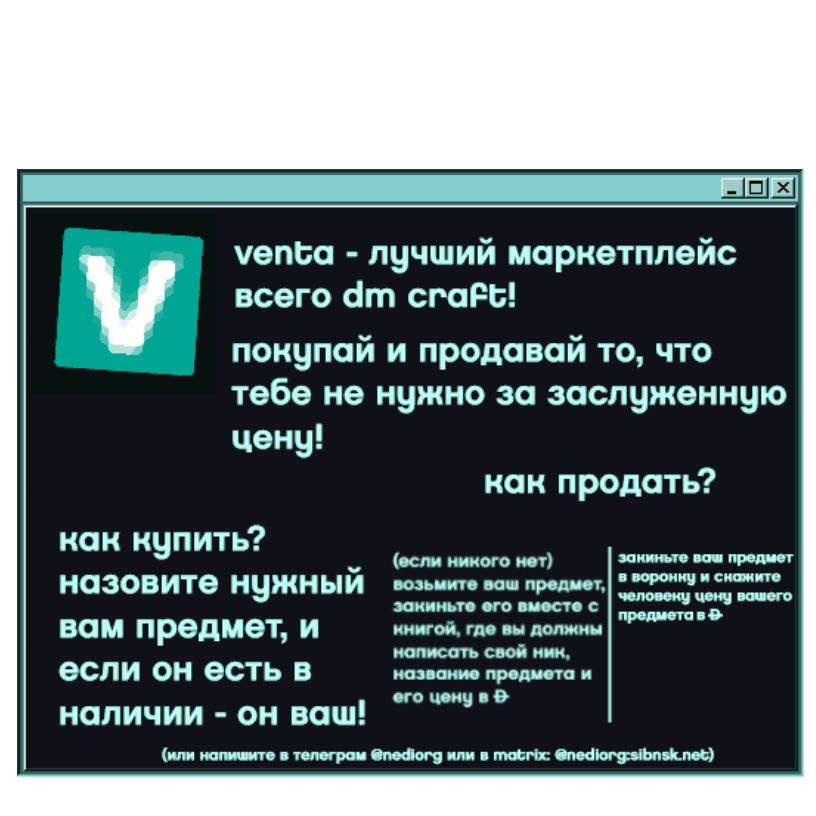 V
venta - лучший маркетплейс
всего dm craft!
покупай и продавай то, что
тебе не нужно за заслуженную
цену!
как продать?
как купить?
назовите нужный
вам предмет, и
если он есть в
наличии - он ваш!
(если никого нет)
возьмите ваш предмет,
закиньте его вместе с
книгой, где вы должны
написать свой ник,
название предмета и
его цену в D
закиньте ваш предмет
в воронку и скажите
человеку цену вашего
предмета в D
(или напишите в телеграм @nediorg или в matrix: @nediorg:sibnsk.net)